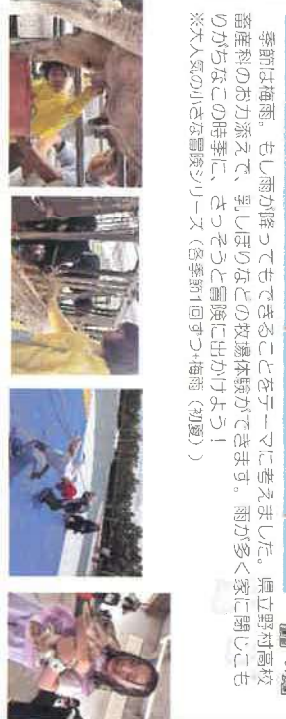 季節は梅雨。もし雨が降ってもできることをテーマに考えました。県立野村高校
畜産科のお力添えで、乳しぼりなどの牧場体験ができます。雨が多く家に閉じこも
りがちなこの時季に、さっそうと冒険に出かけよう！
※大人気の小さな冒険シリーズ（各季節1回ずつ+梅雨（初夏））